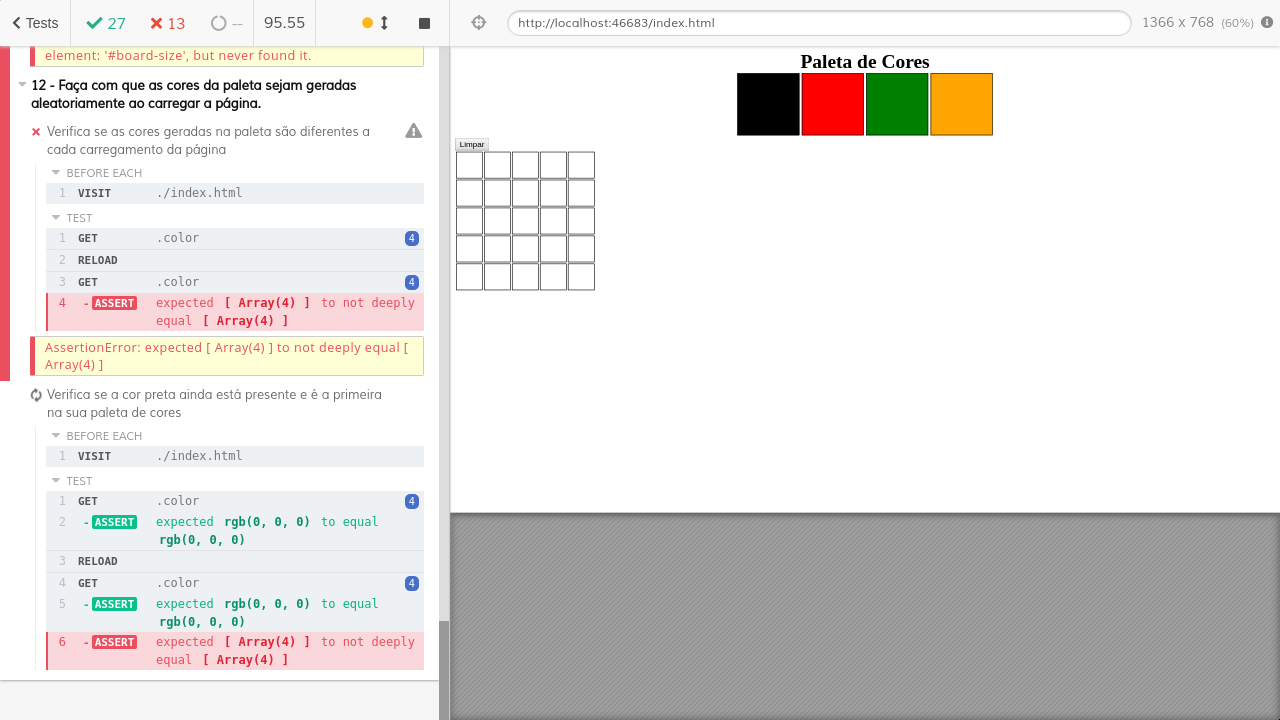 Tests 27 13 -- 95.55
http://localhost:46683/index.html 1366 x 768 (60%)
element: '#board-size', but never found it.
12 - Faça com que as cores da paleta sejam geradas
aleatoriamente ao carregar a página.
Verifica se as cores geradas na paleta são diferentes a
cada carregamento da página
BEFORE EACH
1 VISIT ./index.html
TEST
1 GET .color 4
2 RELOAD
3 GET .color 4
4 -ASSERT expected [ Array(4) ] to not deeply
equal [ Array(4) ]
AssertionError: expected [ Array(4) ] to not deeply equal [
Array(4) ]
Verifica se a cor preta ainda está presente e é a primeira
na sua paleta de cores
BEFORE EACH
1 VISIT ./index.html
TEST
1 GET .color 4
2 -ASSERT expected rgb(0, 0, 0) to equal
rgb(0, 0, 0)
3 RELOAD
4 GET .color 4
5 -ASSERT expected rgb(0, 0, 0) to equal
rgb(0, 0, 0)
6 -ASSERT expected [ Array(4) ] to not deeply
equal [ Array(4) ]
Paleta de Cores
Limpar